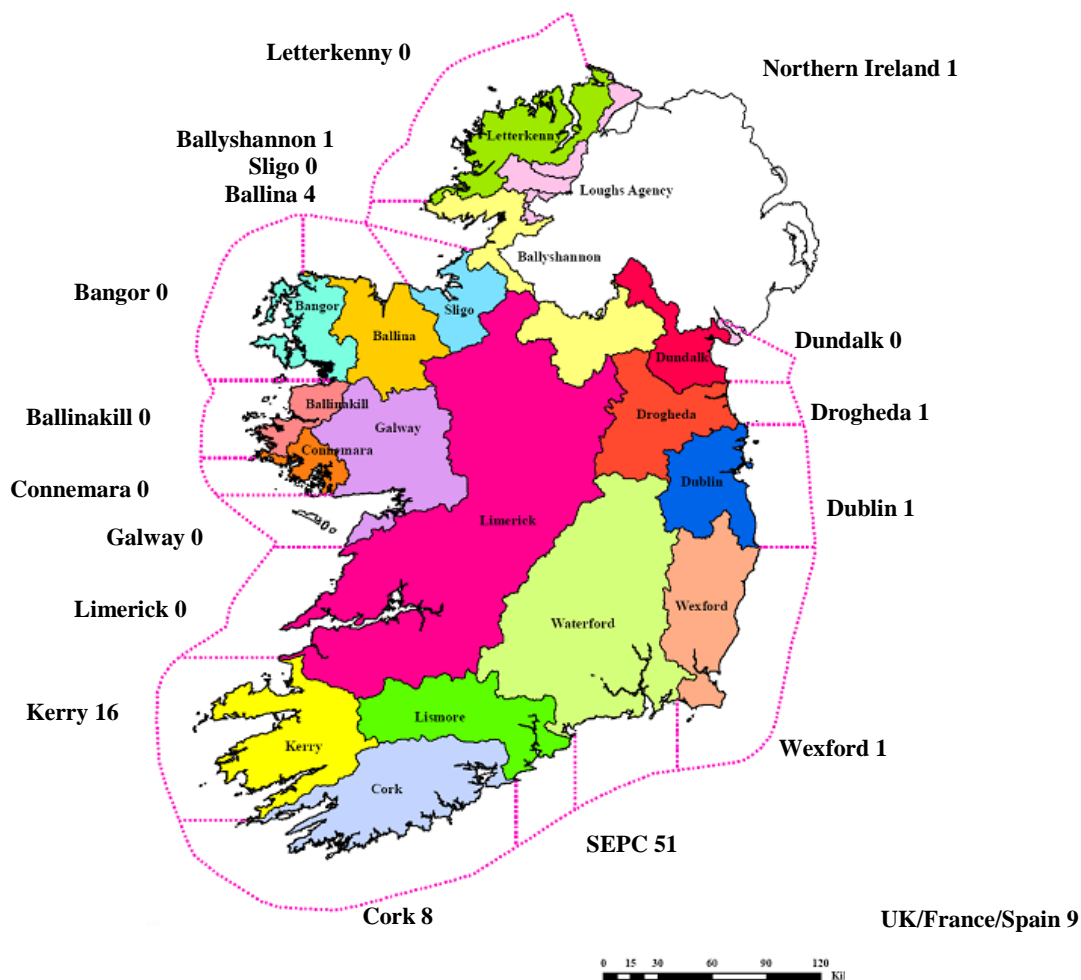 Letterkenny 0
Northern Ireland 1
Letterkenny
Ballyshannon 1
Sligo 0
Ballina 4
Loughs Agency
Ballyshannon
Bangor 0
Bangor
Sligo
Ballina
Dundalk 0
Dundalk
Ballinakill 0
Ballinakill
Drogheda 1
Drogheda
Galway
Connemara
Connemara 0
Dublin
Dublin 1
Galway 0
Limerick
Limerick 0
Wexford
Waterford
Kerry 16
Lismore
Kerry
Wexford 1
Cork
SEPC 51
Cork 8
UK/France/Spain 9
0 15 30 60 90 120
Kil